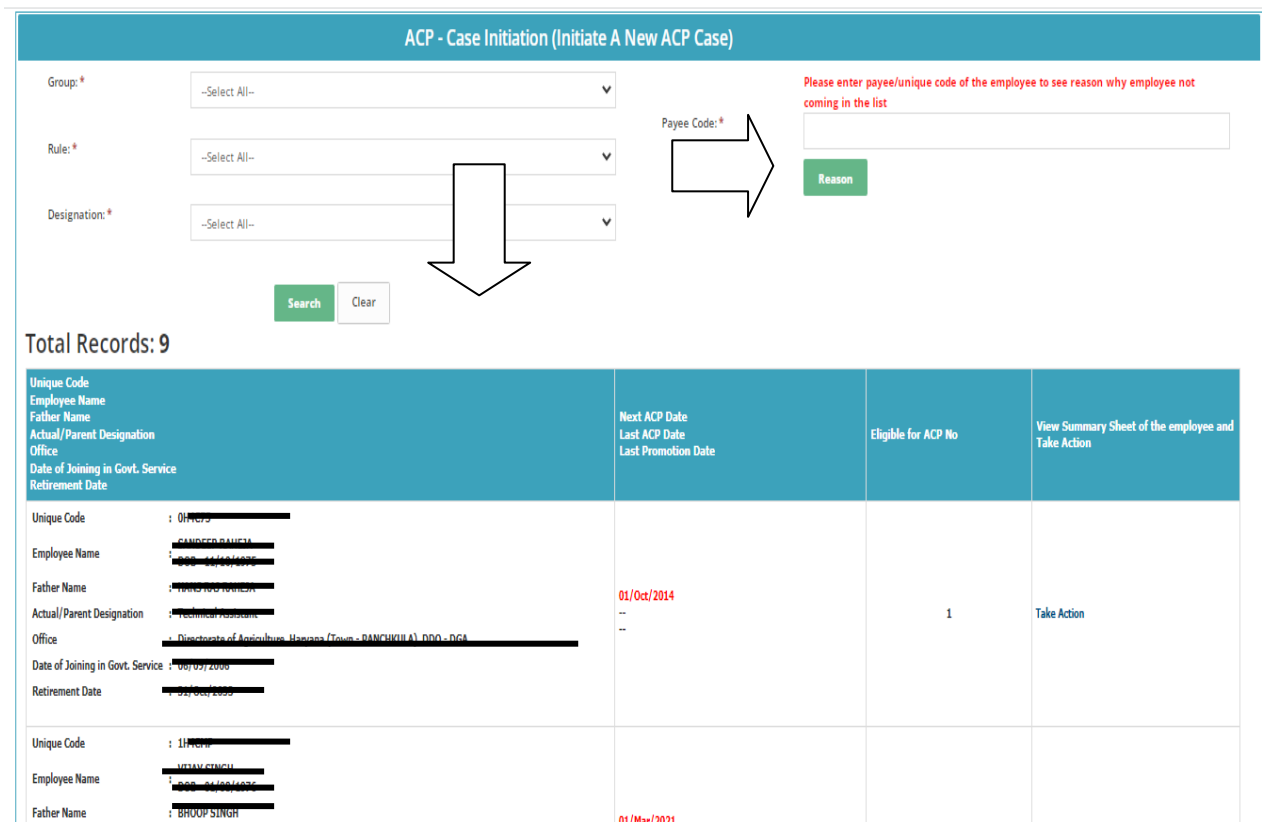 ACP - Case Initiation (Initiate A New ACP Case)
Group: *
--Select All--
Rule: *
--Select All--
Designation: *
--Select All--
Search
Clear
Please enter payee/unique code of the employee to see reason why employee not
coming in the list
Payee Code: *
Reason
Total Records: 9
Unique Code
Employee Name
Father Name
Actual/Parent Designation
Office
Date of Joining in Govt. Service
Retirement Date
Next ACP Date
Last ACP Date
Last Promotion Date
Eligible for ACP No
View Summary Sheet of the employee and
Take Action
Unique Code :
Employee Name :
Father Name :
Actual/Parent Designation :
Office :
Date of Joining in Govt. Service :
Retirement Date :
01/Oct/2014
--
--
1
Take Action
Unique Code :
Employee Name :
Father Name :
01/Mar/2021